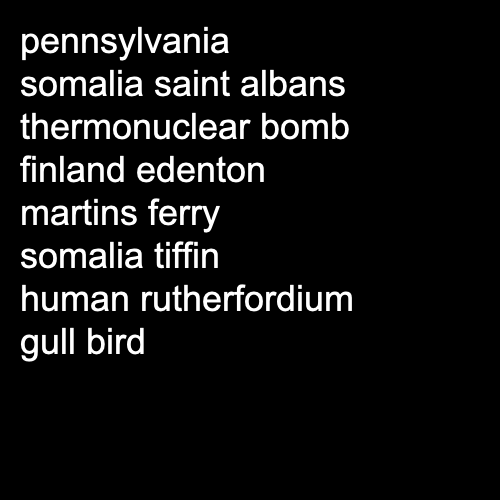 pennsylvania
somalia saint albans
thermonuclear bomb
finland edenton
martins ferry
somalia tiffin
human rutherfordium
gull bird